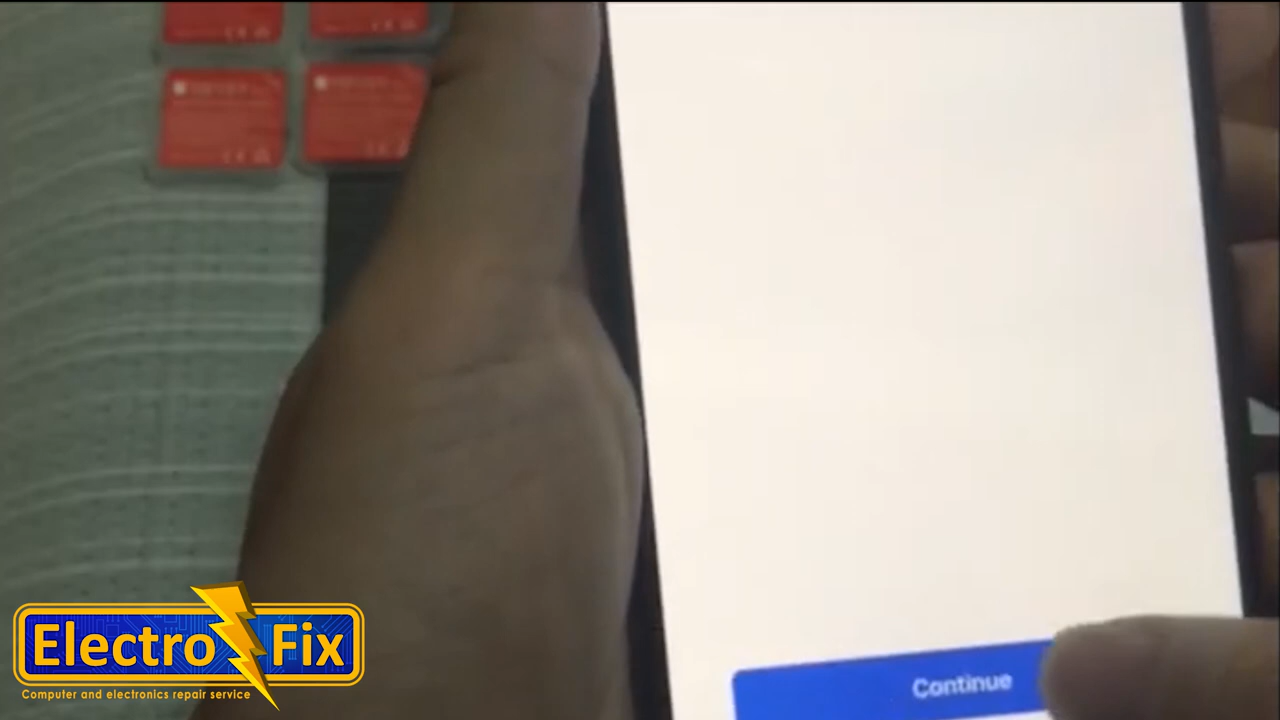 Continue
Electro Fix
Computer and electronics repair service